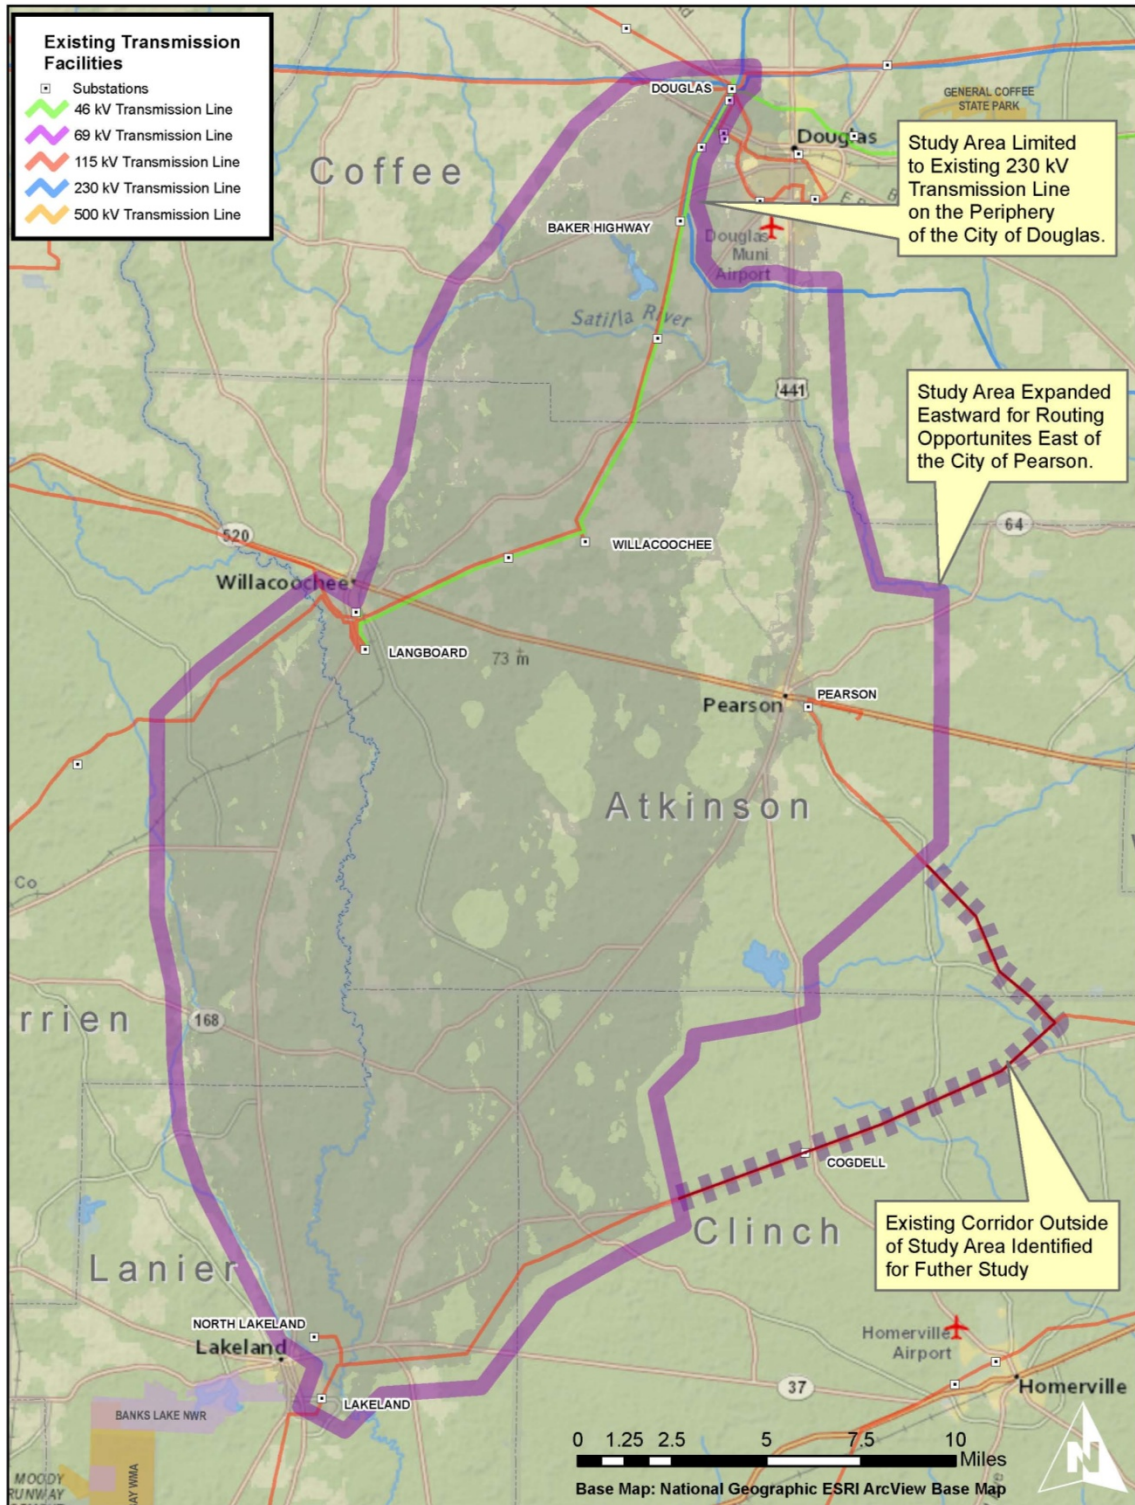 Existing Transmission
Facilities
Substations
46 kV Transmission Line
69 kV Transmission Line
115 kV Transmission Line
230 kV Transmission Line
500 kV Transmission Line
DOUGLAS
GENERAL COFFEE
STATE PARK
Douglas
Coffee
Study Area Limited
to Existing 230 kV
Transmission Line
on the Periphery
of the City of Douglas.
BAKER HIGHWAY
Douglas
Muni
Airport
Satilla River
441
Study Area Expanded
Eastward for Routing
Opportunites East of
the City of Pearson.
520
64
WILLACOOCHEE
Willacoochee
LANGBOARD
73 m
PEARSON
Pearson
Atkinson
Co
rrien
168
COGDELL
Clinch
Existing Corridor Outside
of Study Area Identified
for Futher Study
Lanier
NORTH LAKELAND
Lakeland
Homerville
Airport
37
Homerville
LAKELAND
BANKS LAKE NWR
0 1.25 2.5 5 7.5 10
Miles
MOODY
RUNWAY
AY WMA
N
Base Map: National Geographic ESRI ArcView Base Map